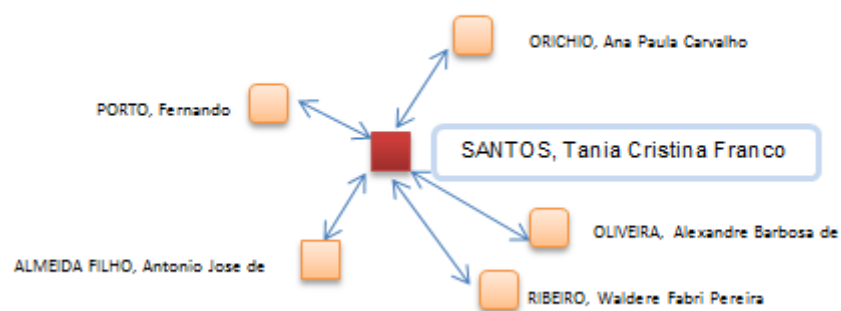 ORICHIO, Ana Paula Carvalho
PORTO, Fernando
SANTOS, Tania Cristina Franco
OLIVEIRA, Alexandre Barbosa de
ALMEIDA FILHO, Antonio Jose de
RIBEIRO, Waldere Fabri Pereira